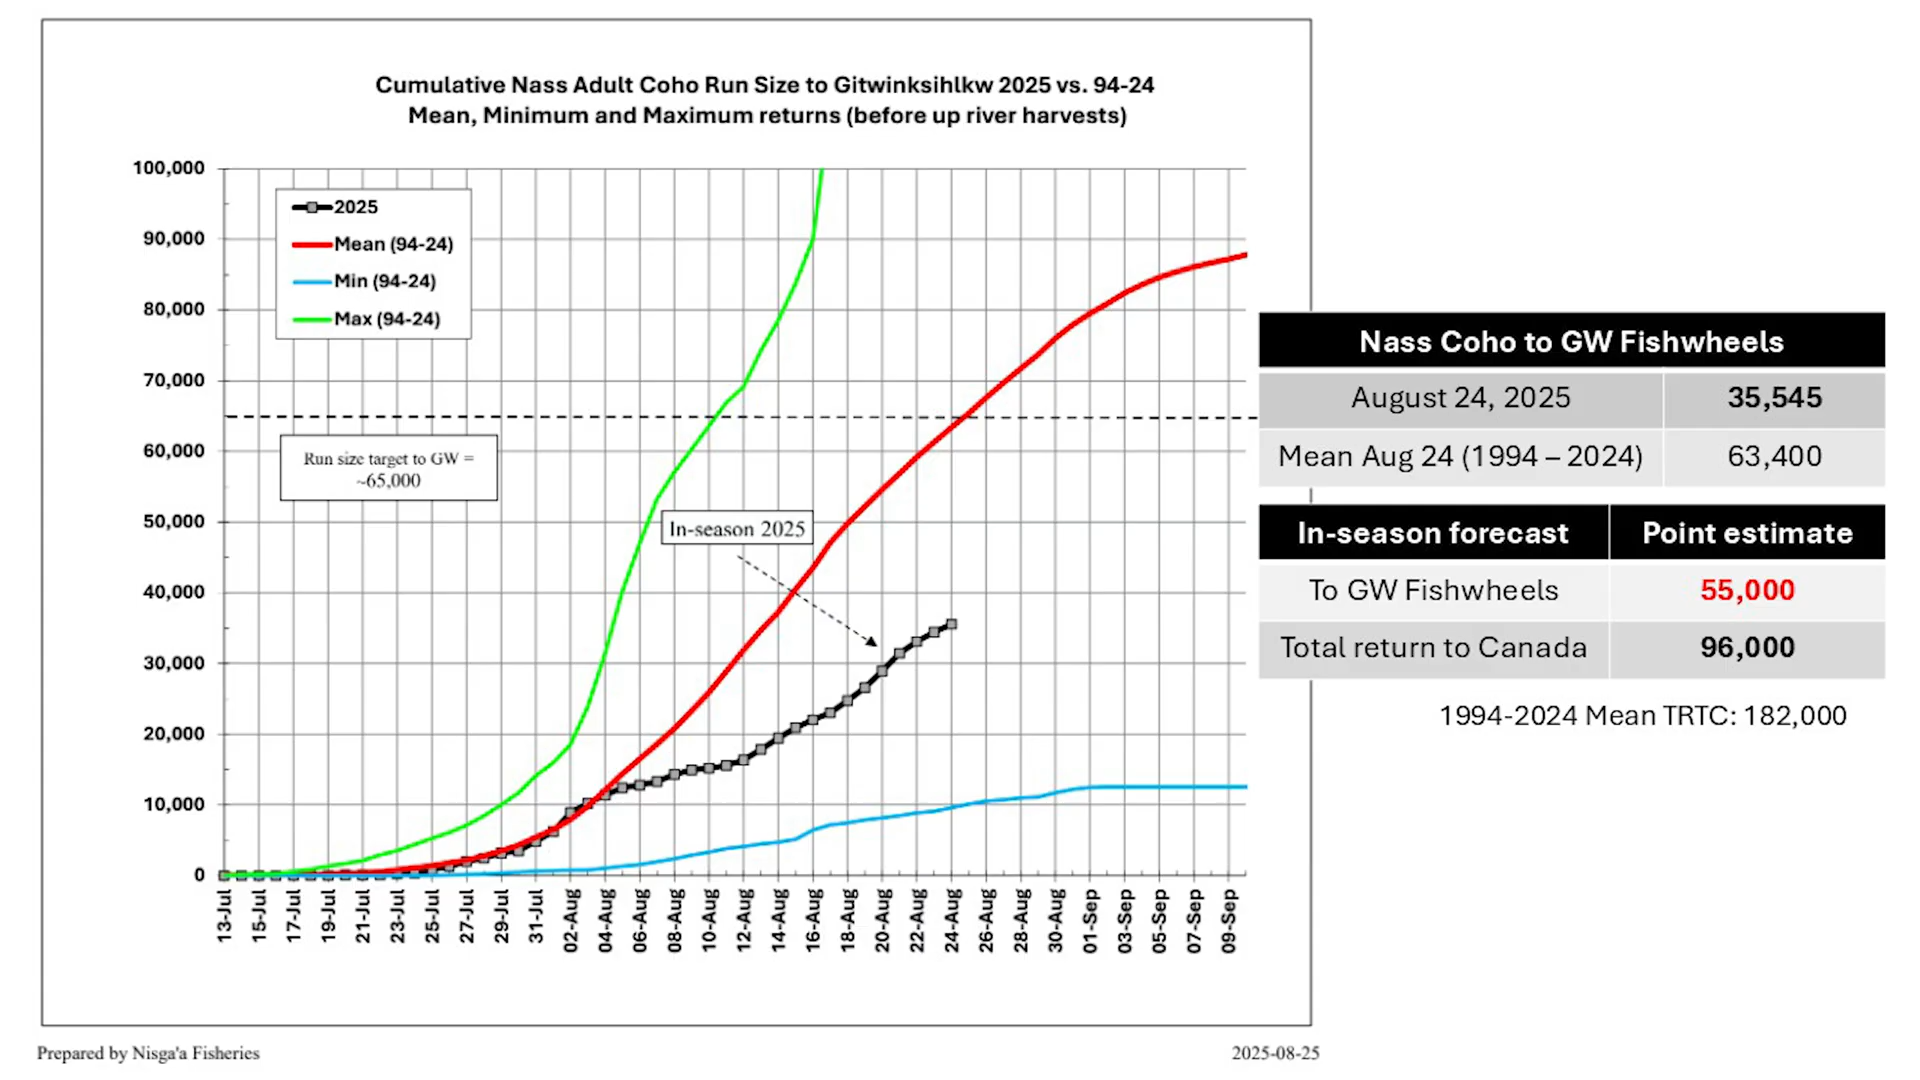 Cumulative Nass Adult Coho Run Size to Gitwinksihlkw 2025 vs. 94-24
Mean, Minimum and Maximum returns (before up river harvests)
100,000
90,000
80,000
70,000
60,000
50,000
40,000
30,000
20,000
10,000
0
2025
Mean (94-24)
Min (94-24)
Max (94-24)
Run size target to GW =
~65,000
In-season 2025
13-Jul
15-Jul
17-Jul
19-Jul
21-Jul
23-Jul
25-Jul
27-Jul
29-Jul
31-Jul
02-Aug
04-Aug
06-Aug
08-Aug
10-Aug
12-Aug
14-Aug
16-Aug
18-Aug
20-Aug
22-Aug
24-Aug
26-Aug
28-Aug
30-Aug
01-Sep
03-Sep
05-Sep
07-Sep
09-Sep
Nass Coho to GW Fishwheels
August 24, 2025 35,545
Mean Aug 24 (1994 – 2024) 63,400
In-season forecast Point estimate
To GW Fishwheels 55,000
Total return to Canada 96,000
1994-2024 Mean TRTC: 182,000
Prepared by Nisga'a Fisheries
2025-08-25